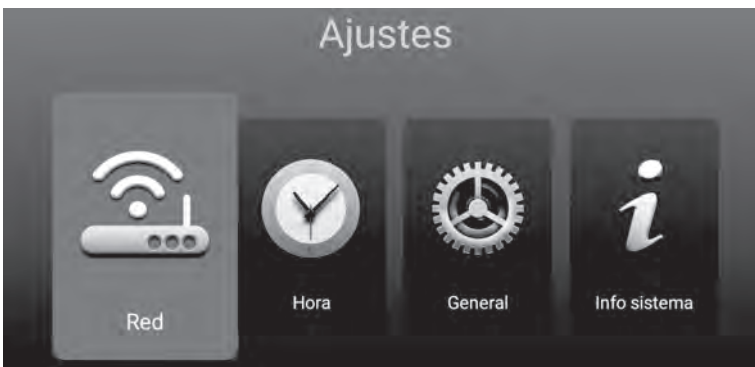 Ajustes
Red
Hora
General
Info sistema